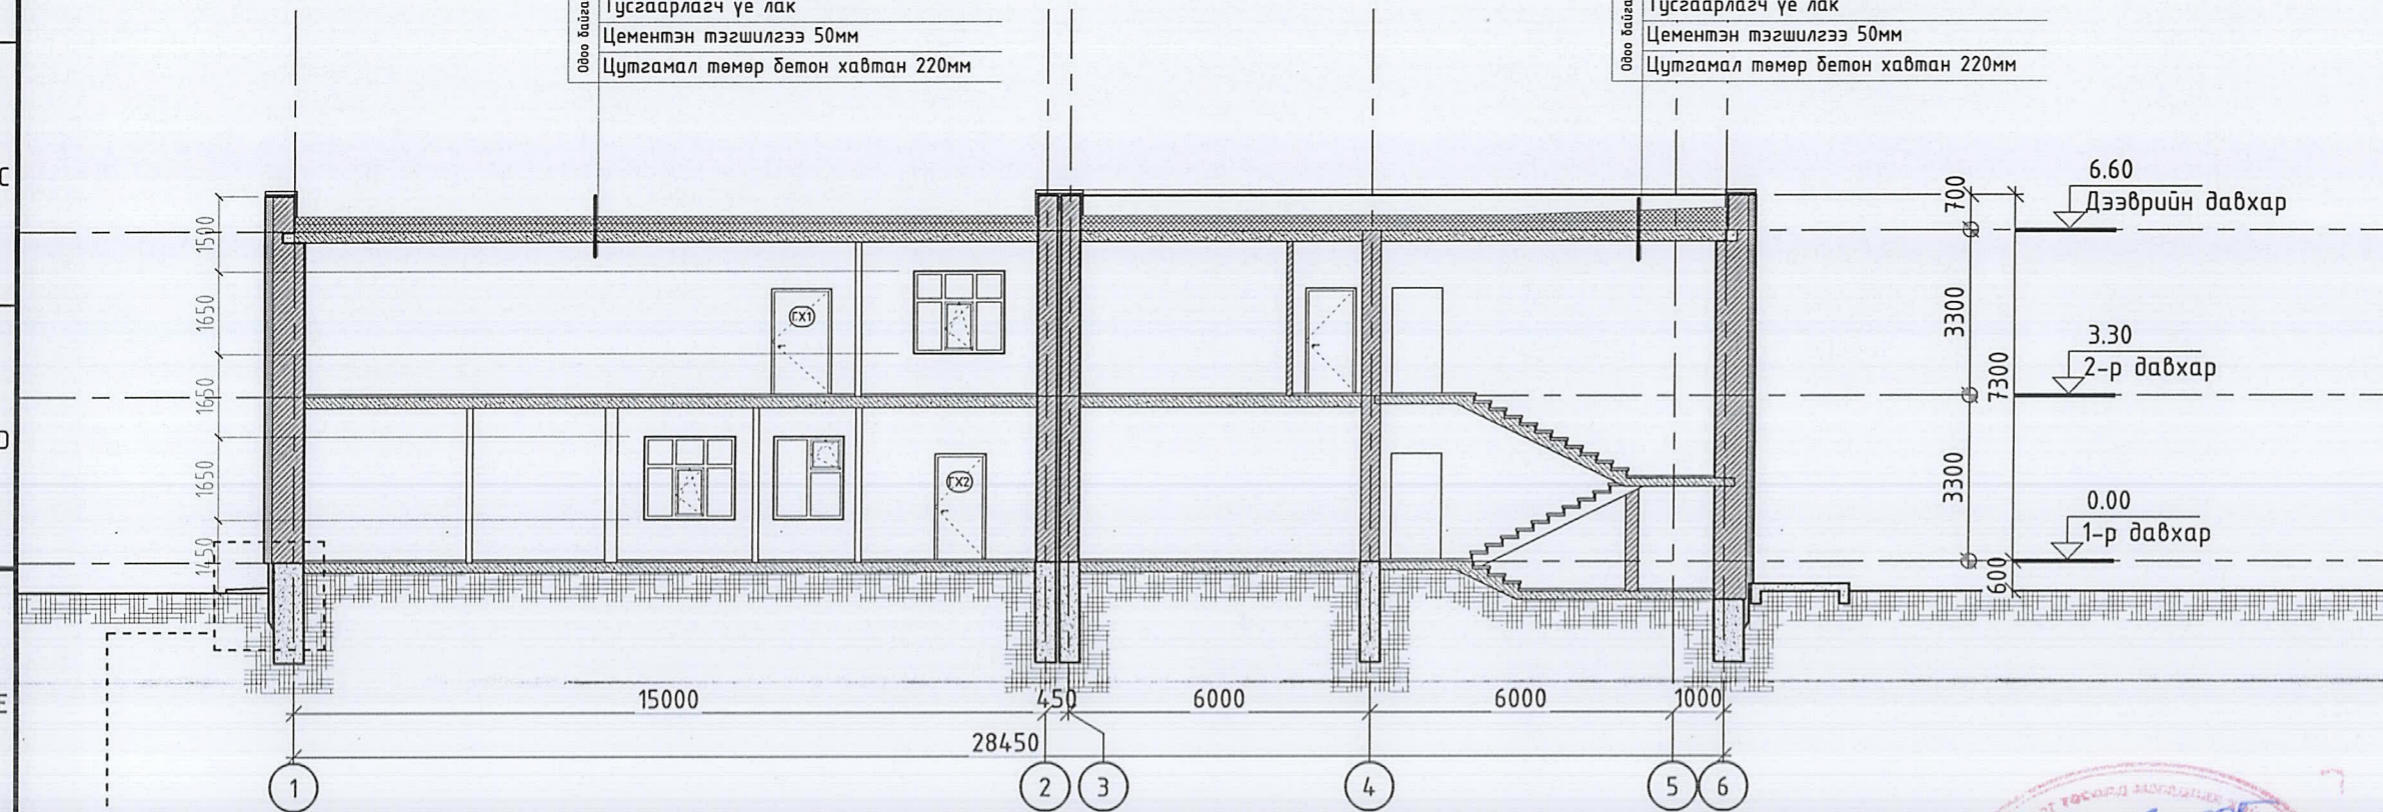 Тусгаарлагч үе лак
Цементэн тэгшилгээ 50мм
Цутгамал төмөр бетон хавтан 220мм
Тусгаарлагч үе лак
Цементэн тэгшилгээ 50мм
Цутгамал төмөр бетон хавтан 220мм
Одоо
Одоо
C
700
6.60
Дээврийн давхар
1500
ГХ1
1650
3300
3.30
2-р давхар
7300
1650
1650
ГХ2
3300
0.00
1-р давхар
1450
600
15000
450
6000
6000
1000
28450
1
2
3
4
5
6